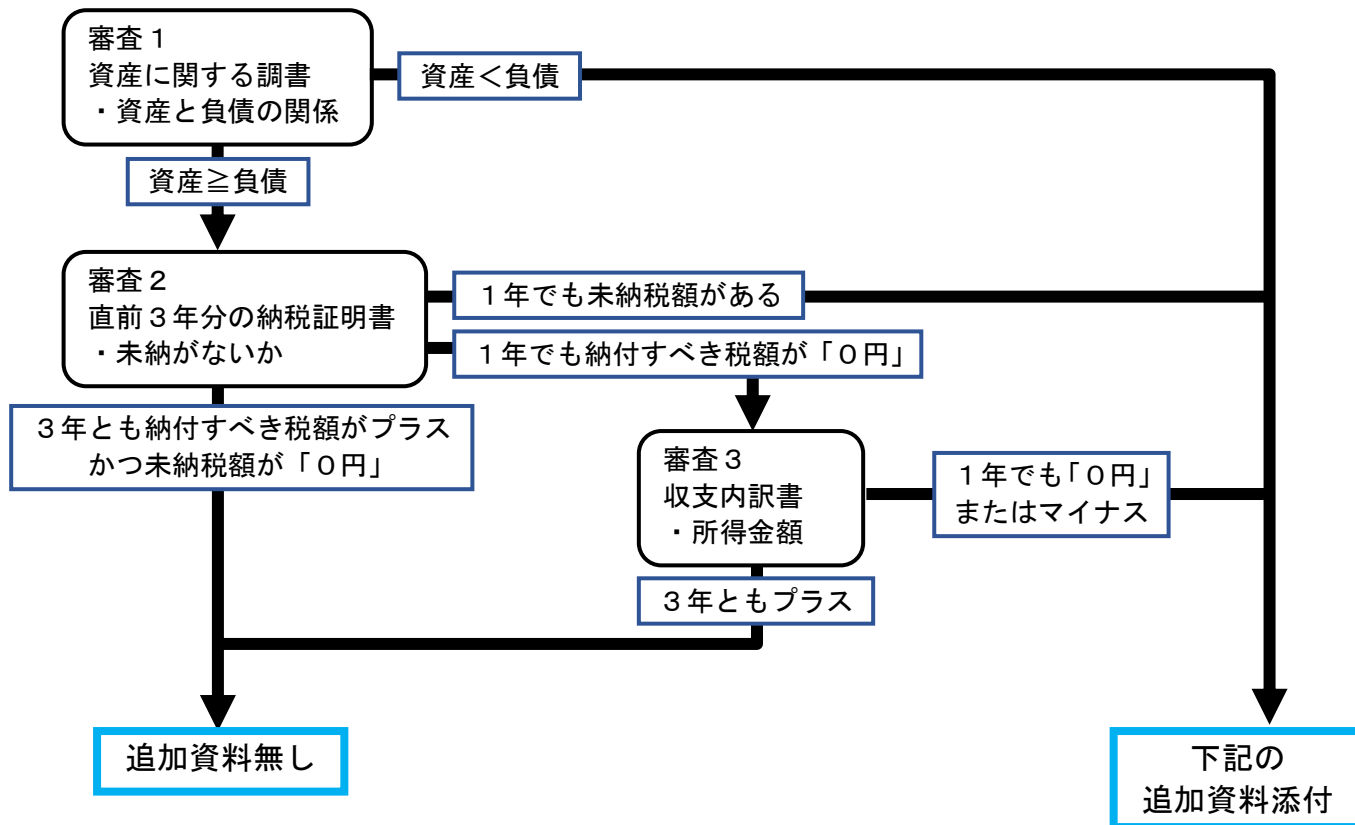 審査１
資産に関する調書
・資産と負債の関係
資産＜負債
資産≧負債
審査２
直前３年分の納税証明書
・未納がないか
１年でも未納税額がある
１年でも納付すべき税額が「０円」
３年とも納付すべき税額がプラス
かつ未納税額が「０円」
審査３
収支内訳書
・所得金額
１年でも「０円」
またはマイナス
３年ともプラス
追加資料無し
下記の
追加資料添付